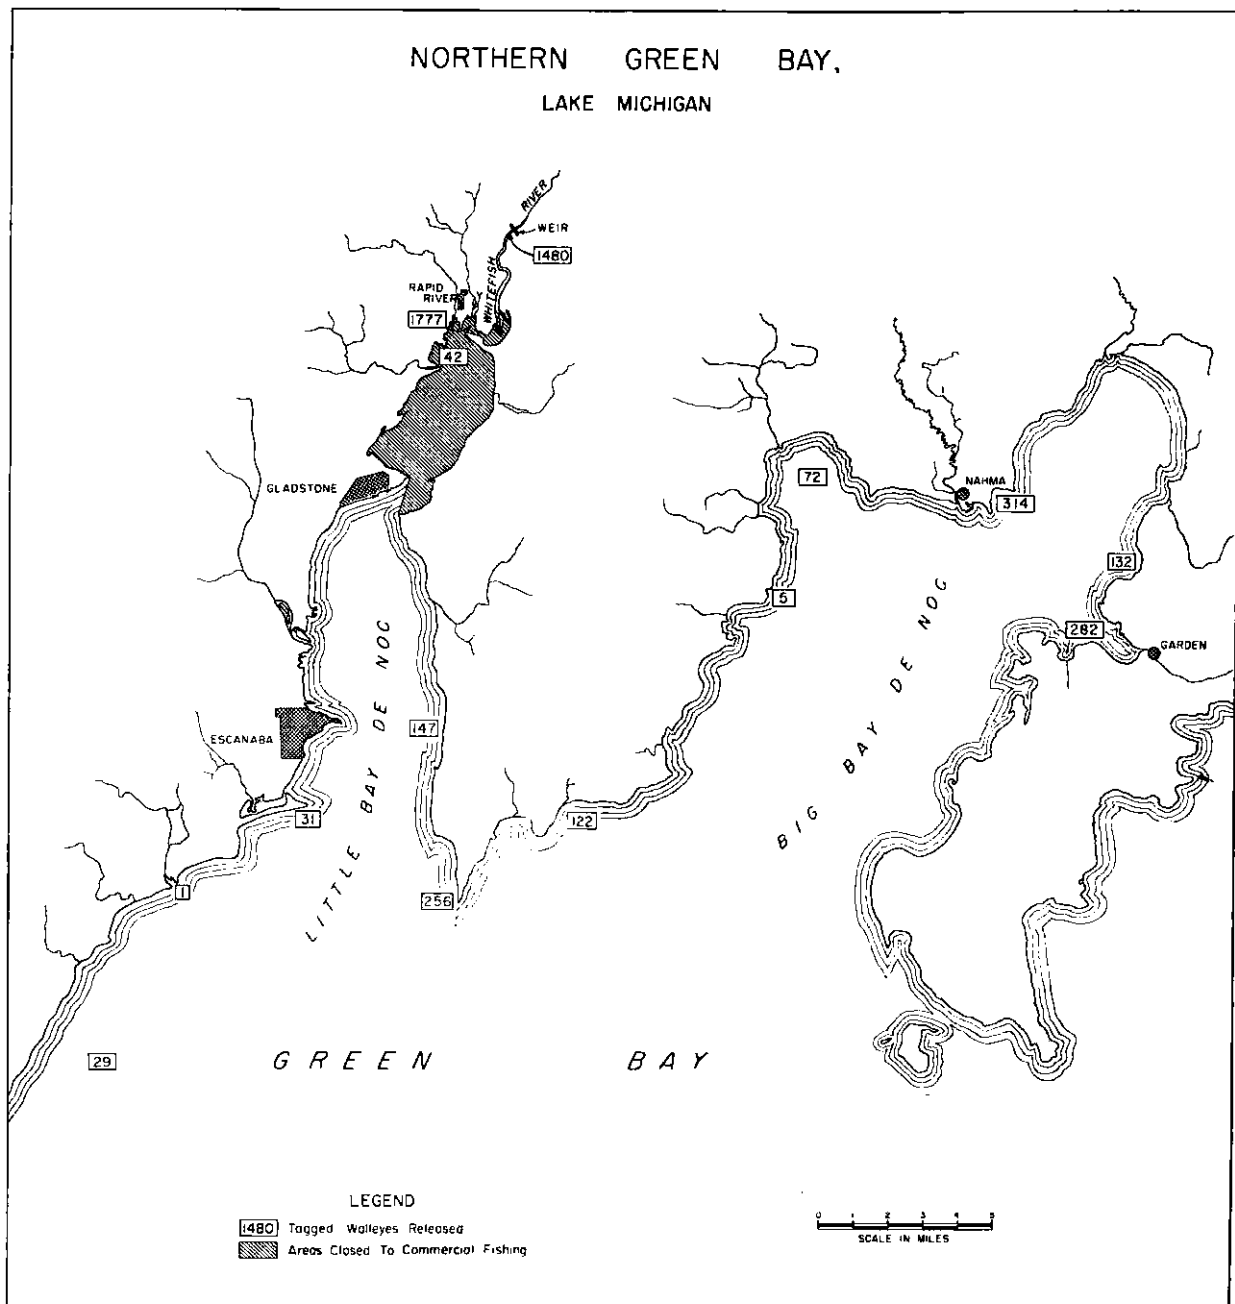 NORTHERN GREEN BAY,
LAKE MICHIGAN
RIVER
WEIR
1480
WHITEFISH
RAPID
RIVER
1777
42
GLADSTONE
72
NAHMA
314
132
5
282
GARDEN
LITTLE BAY DE NOC
BIG BAY DE NOC
147
ESCANABA
31
122
1
256
29
GREEN BAY
LEGEND
1480 Tagged Walleyes Released
Areas Closed To Commercial Fishing
0 1 2 3 4 5
SCALE IN MILES